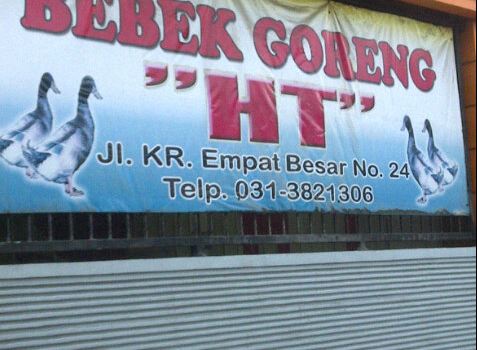 BEBEK GORENG
"HT"
Jl. KR. Empat Besar No. 24
Telp. 031-3821306